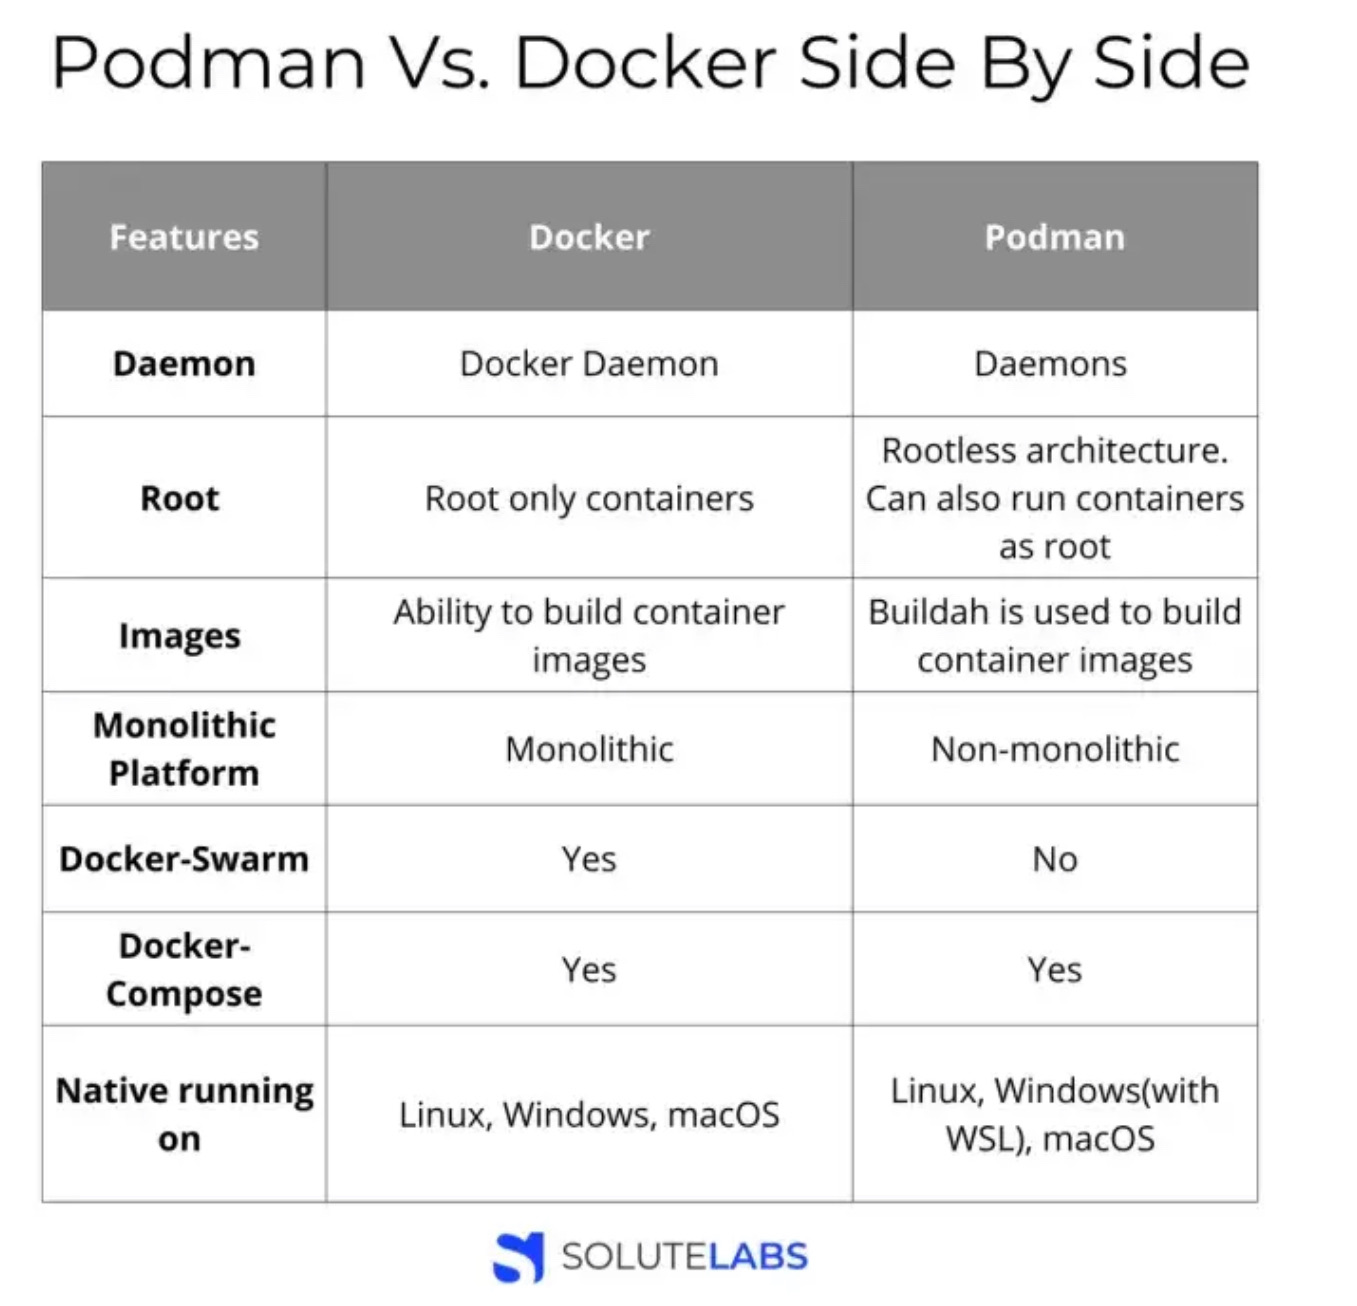 Podman Vs. Docker Side By Side
Features Docker Podman
Daemon Docker Daemon Daemons
Root Root only containers Rootless architecture.
Can also run containers
as root
Images Ability to build container
images
Buildah is used to build
container images
Monolithic
Platform
Monolithic Non-monolithic
Docker-Swarm Yes No
Docker-
Compose
Yes Yes
Native running
on
Linux, Windows, macOS Linux, Windows(with
WSL), macOS
SOLUTELABS